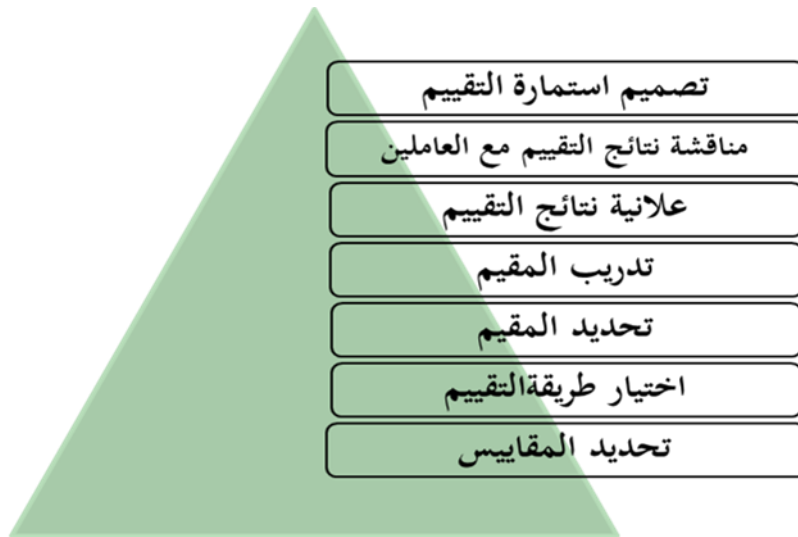 تصميم استمارة التقييم
مناقشة نتائج التقييم مع العاملين
علانية نتائج التقييم
تدريب المقيم
تحديد المقيم
اختيار طريقةالتقييم
تحديد المقاييس